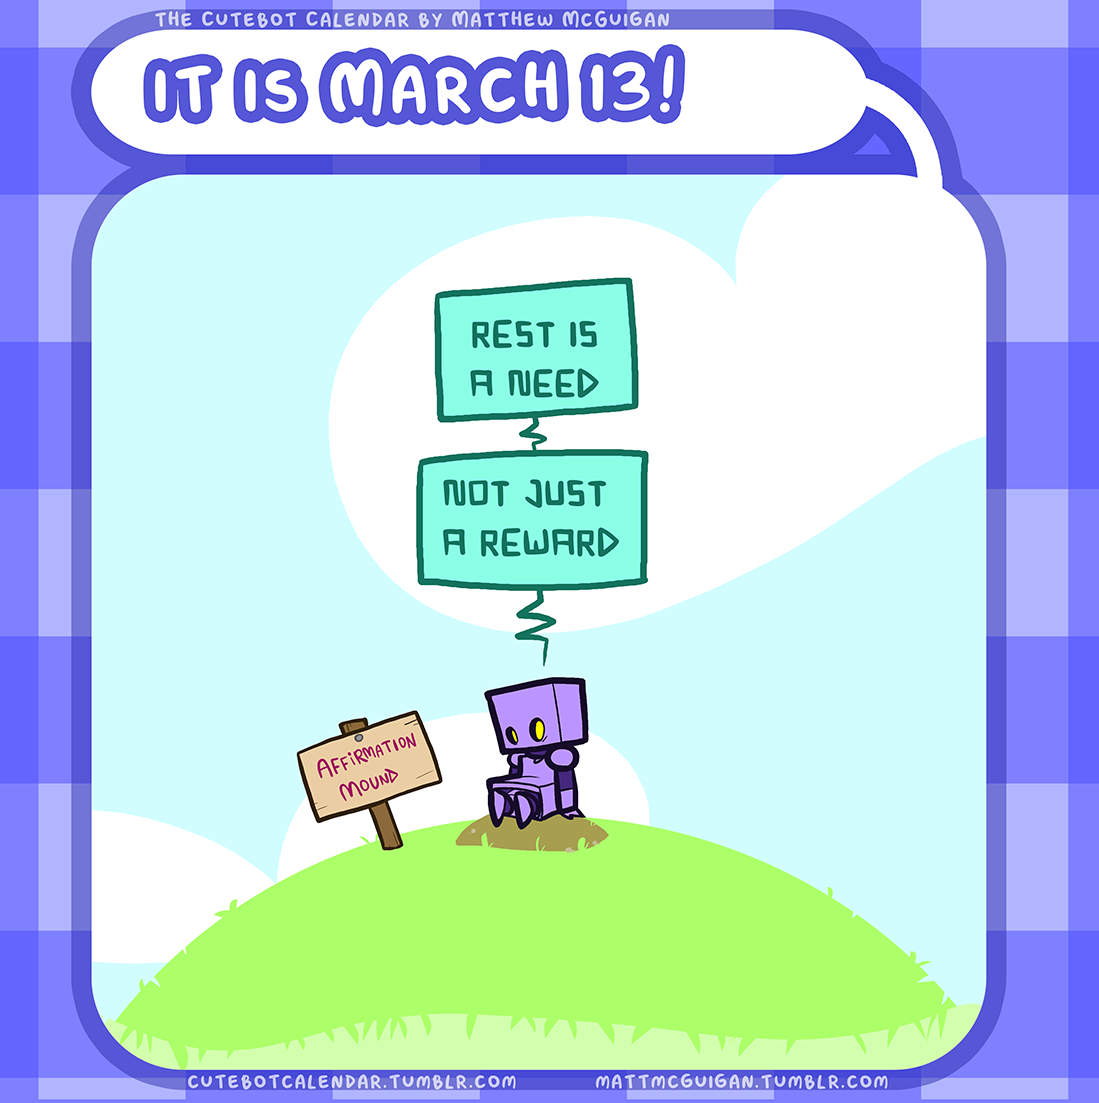 THE CUTEBOT CALENDAR BY MATTHEW MCGUIGAN
IT IS MARCH 13!
REST IS
A NEED
NOT JUST
A REWARD
AFFIRMATION
MOUND
CUTEBOTCALENDAR.TUMBLR.COM
MATTMCGUIGAN.TUMBLR.COM